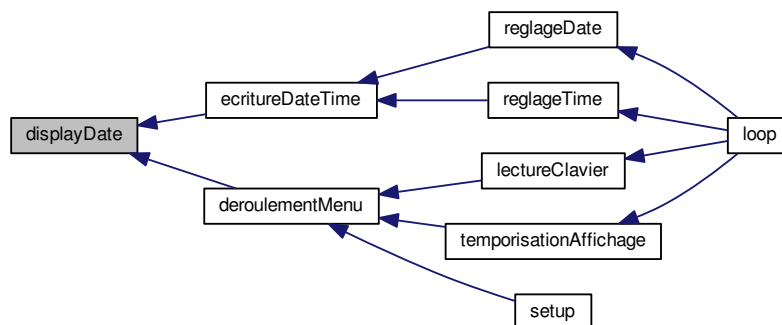 reglageDate
ecritureDateTime
reglageTime
displayDate
loop
lectureClavier
deroulementMenu
temporisationAffichage
setup